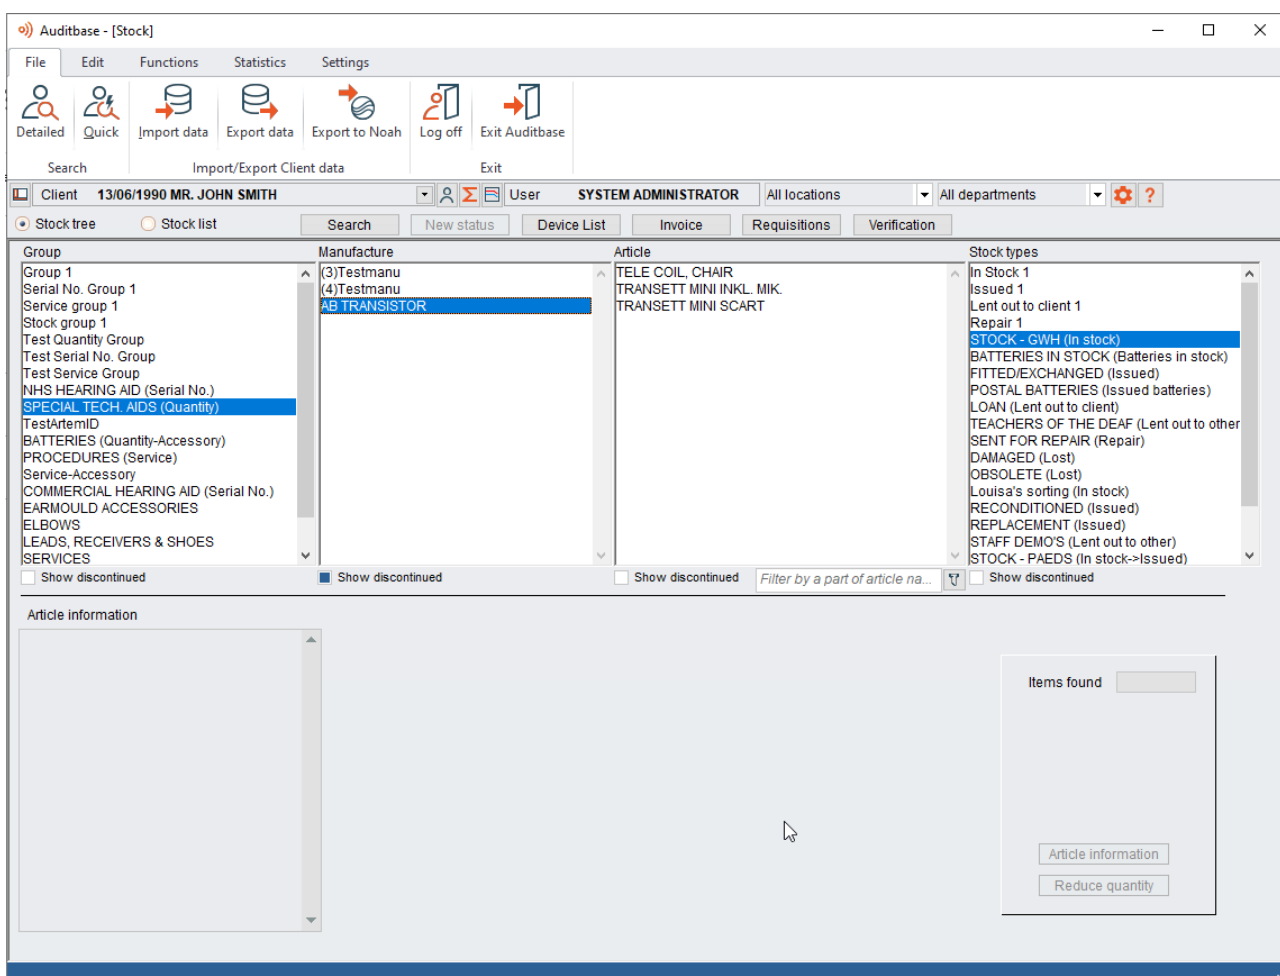 Auditbase - [Stock]
File Edit Functions Statistics Settings
Detailed Quick Import data Export data Export to Noah Log off Exit Auditbase
Search Import/Export Client data Exit
Client 13/06/1990 MR. JOHN SMITH User SYSTEM ADMINISTRATOR All locations All departments
Stock tree Stock list Search New status Device List Invoice Requisitions Verification
Group Manufacture Article Stock types
Group 1 (3)Testmanu TELE COIL, CHAIR In Stock 1
Serial No. Group 1 (4)Testmanu TRANSETT MINI INKL. MIK. Issued 1
Service group 1 AB TRANSISTOR TRANSETT MINI SCART Lent out to client 1
Stock group 1 Repair 1
Test Quantity Group STOCK - GWH (In stock)
Test Serial No. Group BATTERIES IN STOCK (Batteries in stock)
Test Service Group FITTED/EXCHANGED (Issued)
NHS HEARING AID (Serial No.) POSTAL BATTERIES (Issued batteries)
SPECIAL TECH. AIDS (Quantity) LOAN (Lent out to client)
TestArtemID TEACHERS OF THE DEAF (Lent out to other
BATTERIES (Quantity-Accessory) SENT FOR REPAIR (Repair)
PROCEDURES (Service) DAMAGED (Lost)
Service-Accessory OBSOLETE (Lost)
COMMERCIAL HEARING AID (Serial No.) Louisa's sorting (In stock)
EARMOULD ACCESSORIES RECONDITIONED (Issued)
ELBOWS REPLACEMENT (Issued)
LEADS, RECEIVERS & SHOES STAFF DEMO'S (Lent out to other)
SERVICES STOCK - PAEDS (In stock->Issued)
Show discontinued Show discontinued Show discontinued Filter by a part of article na... Show discontinued
Article information
Items found
Article information
Reduce quantity